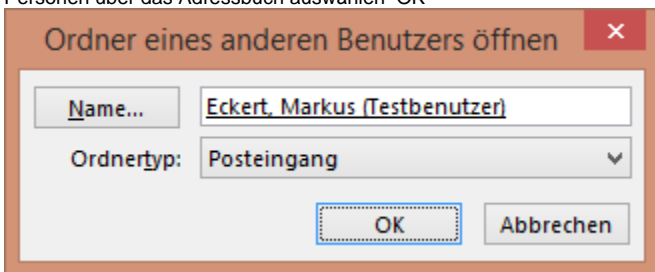 Personen über das Adressbuch auswählen OK
Ordner eines anderen Benutzers öffnen
Name... Eckert, Markus (Testbenutzer)
Ordnertyp: Posteingang
OK Abbrechen